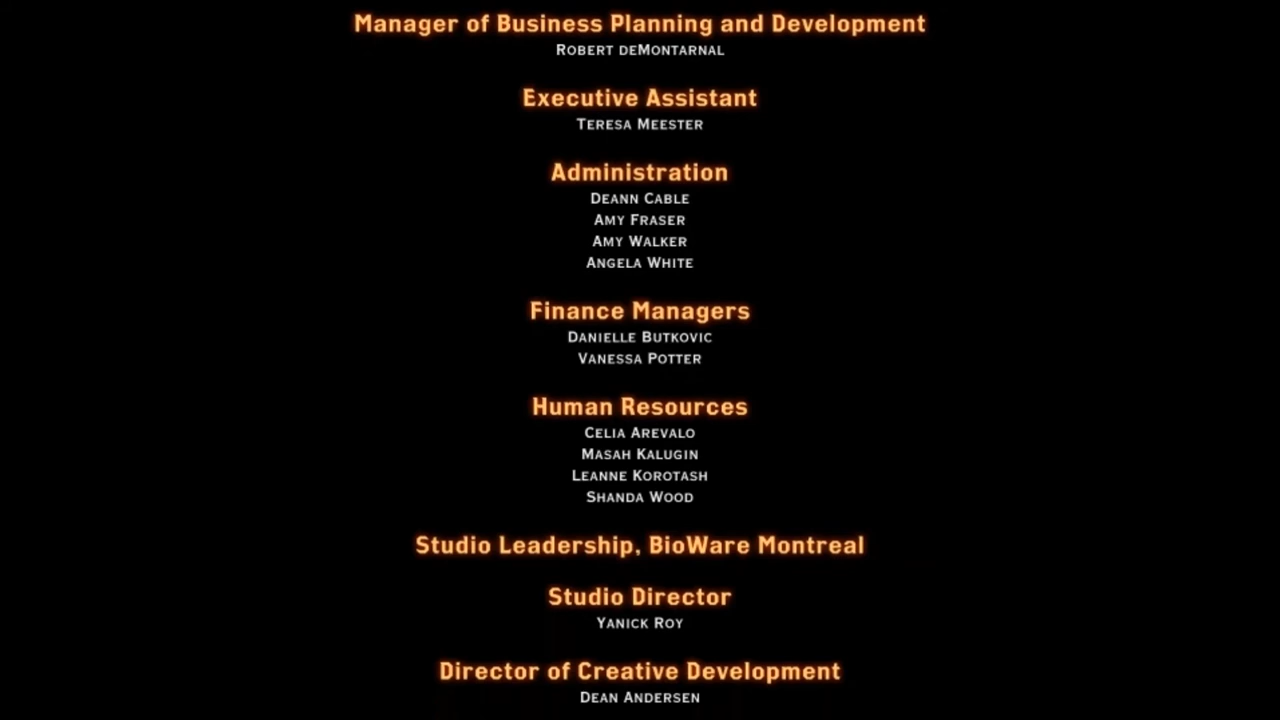 Manager of Business Planning and Development
Robert deMontarnal
Executive Assistant
Teresa Meester
Administration
Deann Cable
Amy Fraser
Amy Walker
Angela White
Finance Managers
Danielle Butkovic
Vanessa Potter
Human Resources
Celia Arevalo
Masah Kalugin
Leanne Korotash
Shanda Wood
Studio Leadership, BioWare Montreal
Studio Director
Yanick Roy
Director of Creative Development
Dean Andersen